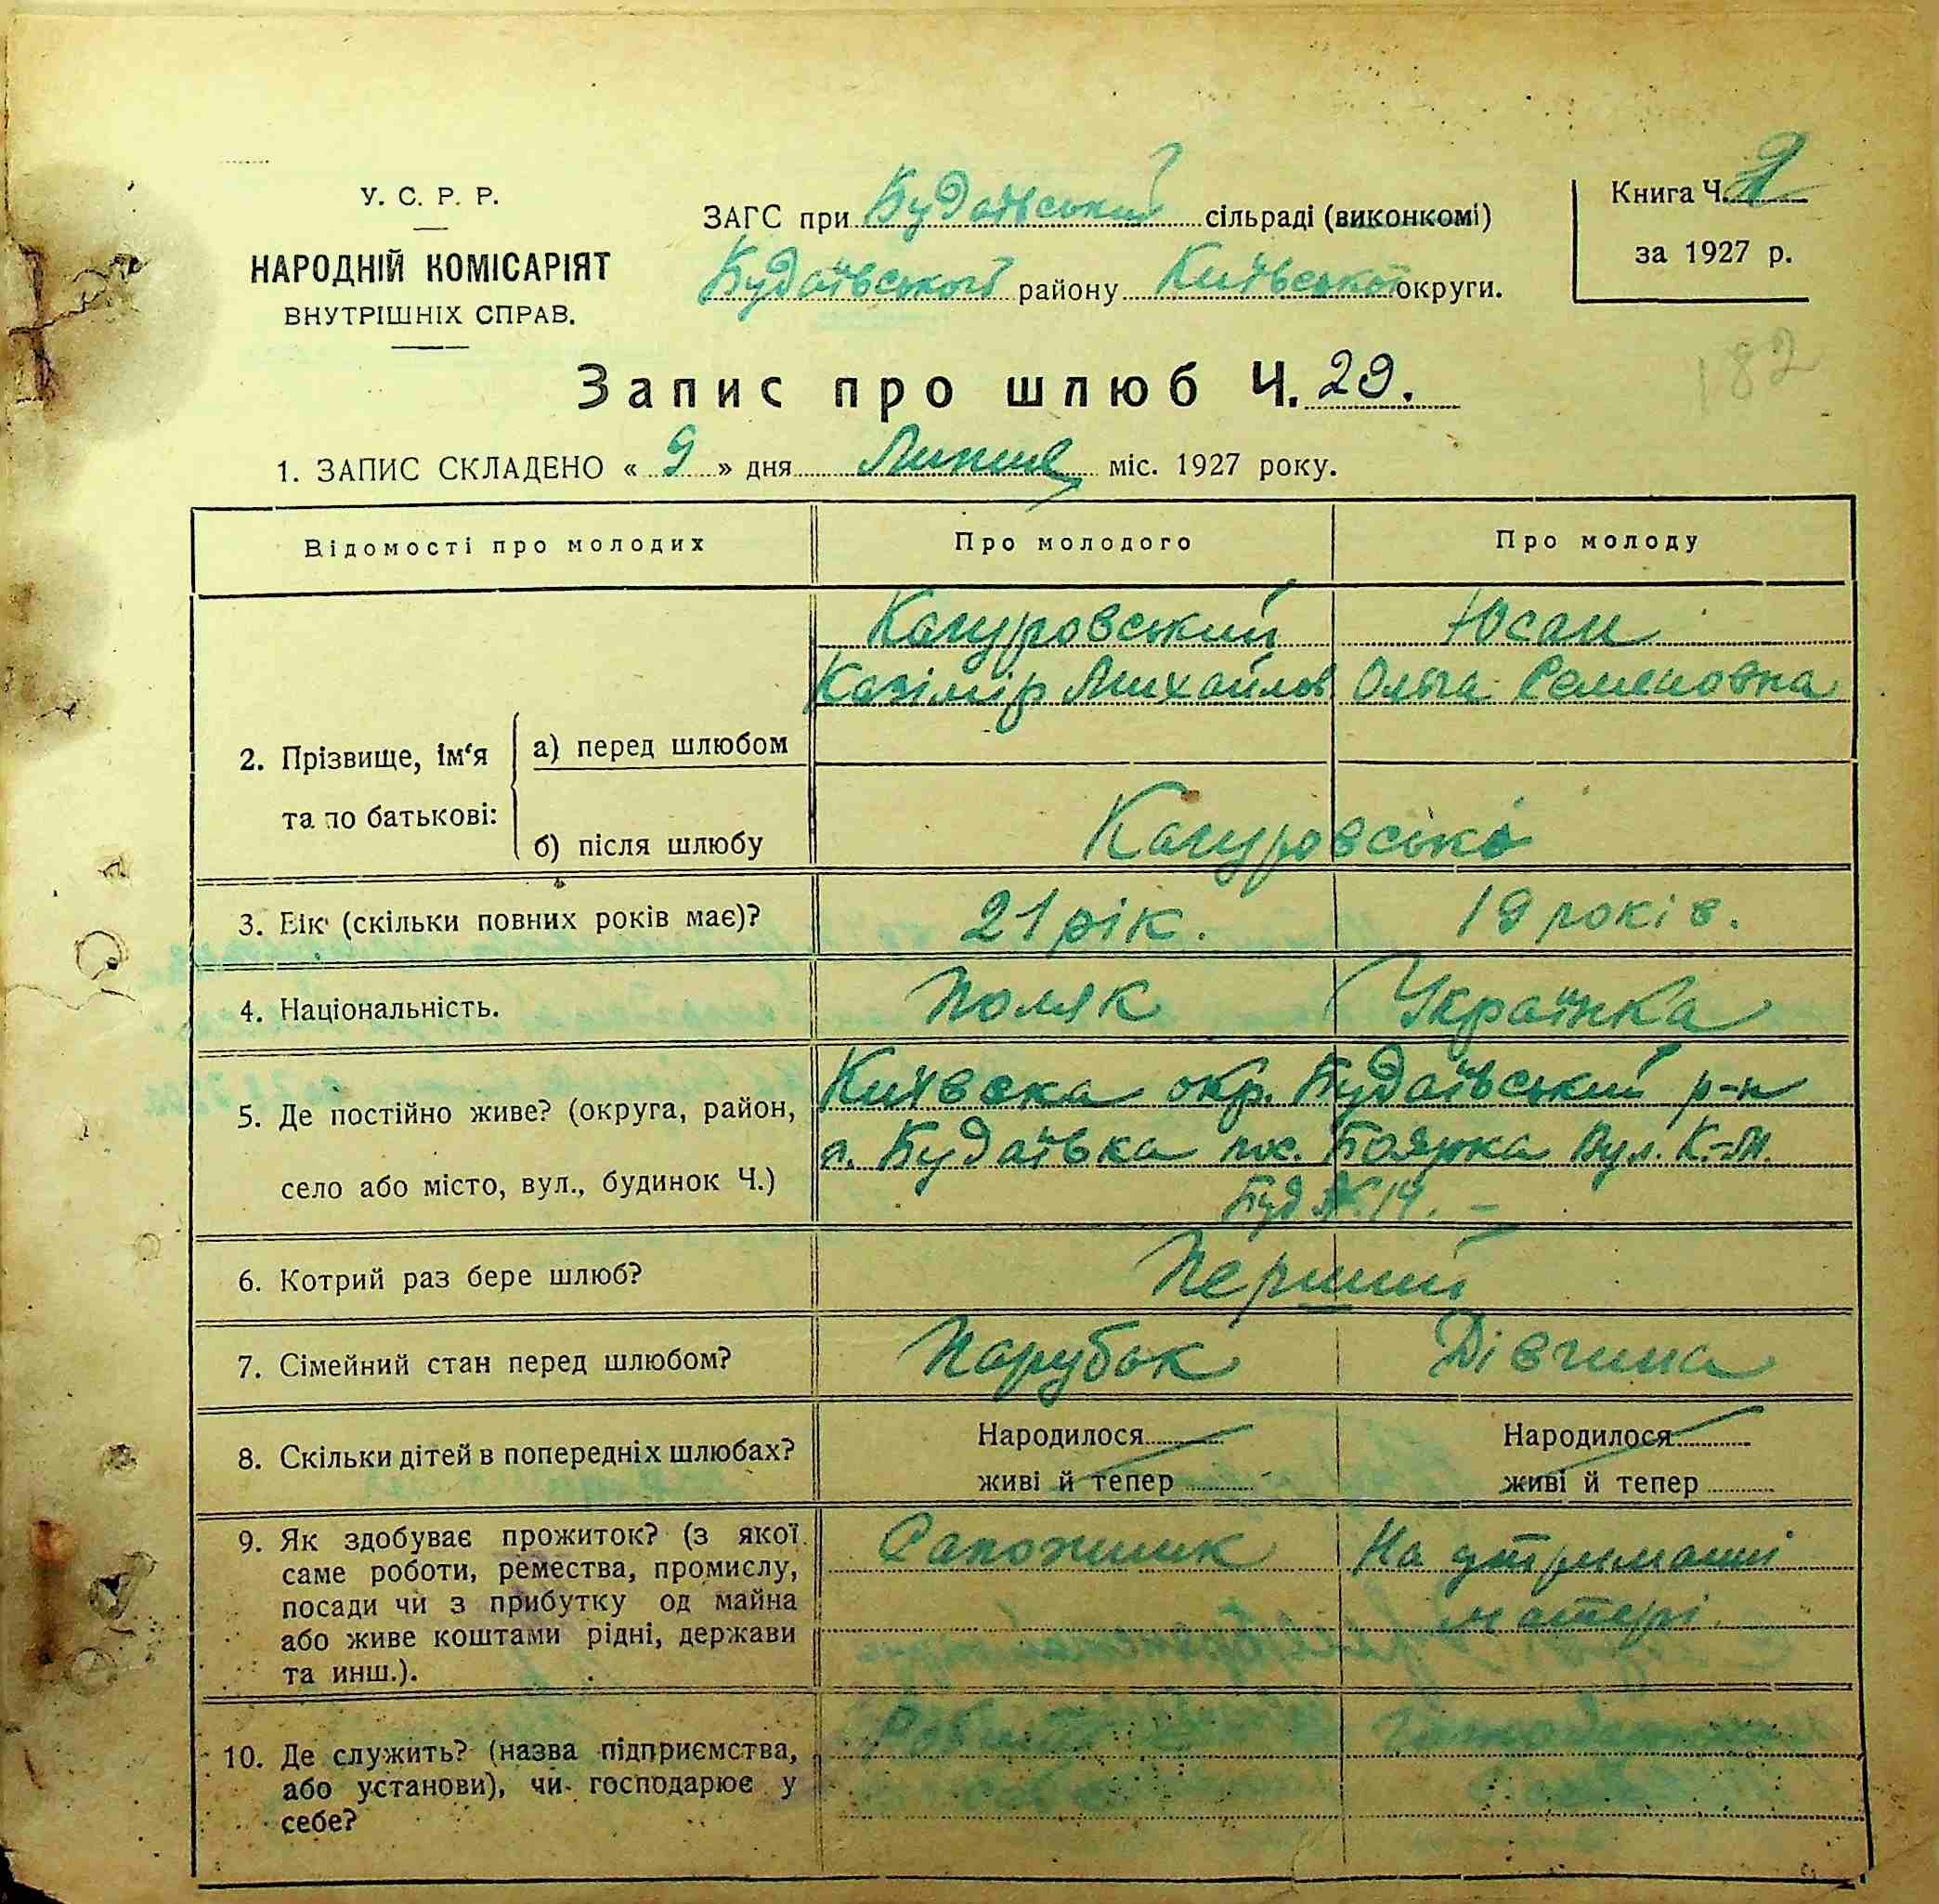 У. С. Р. Р.
НАРОДНІЙ КОМІСАРІЯТ
ВНУТРІШНІХ СПРАВ.
ЗАГС при Будаївський сільраді (виконкомі)
Будаївського району Київської округи.
Книга Ч. 2
за 1927 р.
182
Запис про шлюб Ч. 29.
1. ЗАПИС СКЛАДЕНО « 9 » дня Липня міс. 1927 року.
Відомості про молодих
Про молодого
Про молоду
2. Прізвище, ім‘я та по батькові:
а) перед шлюбом
Качуровський
Казімір Михайлов
Юсан
Ольга Семеновна
б) після шлюбу
Качуровські
3. Вік (скільки повних років має)?
21 рік.
19 років.
4. Національність.
Поляк
Українка
5. Де постійно живе? (округа, район,
село або місто, вул., будинок Ч.)
Київска окр. Будаївський р-н
с. Будаївка пос. Боярка Вул. К-М.
Буд № 14. –
6. Котрий раз бере шлюб?
Перший
7. Сімейний стан перед шлюбом?
Парубок
Дівчина
8. Скільки дітей в попередніх шлюбах?
Народилося
живі й тепер
Народилося
живі й тепер
9. Як здобуває прожиток? (з якої
саме роботи, ремества, промислу,
посади чи з прибутку од майна
або живе коштами рідні, держави
та инш.).
Сапожник
На утриманні
матері
10. Де служить? (назва підприємства,
або установи), чи господарює у
себе?